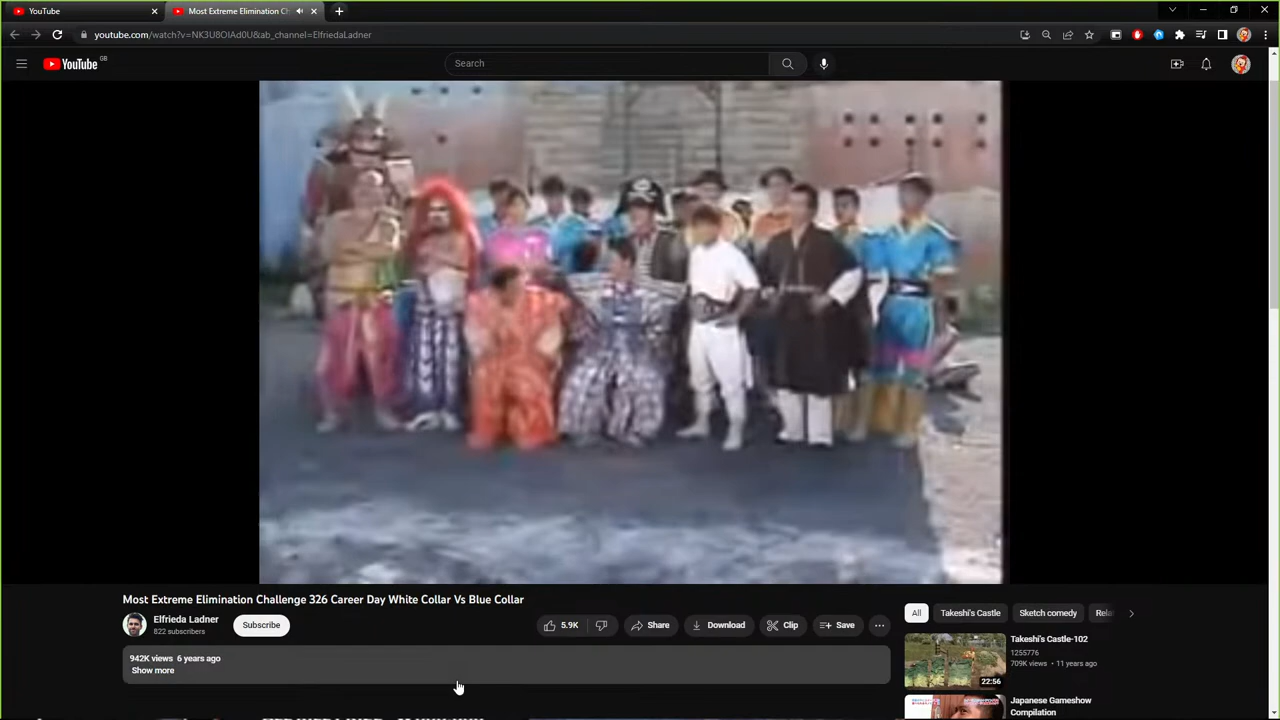 YouTube
Most Extreme Elimination Ch
youtube.com/watch?v=NK3U8OIAd0U&ab_channel=ElfriedaLadner
YouTube GB
Search
Most Extreme Elimination Challenge 326 Career Day White Collar Vs Blue Collar
Elfrieda Ladner
822 subscribers
Subscribe
5.9K
Share
Download
Clip
Save
942K views 6 years ago
Show more
All
Takeshi's Castle
Sketch comedy
Rela
Takeshi's Castle-102
1255776
709K views • 11 years ago
22:56
Japanese Gameshow
Compilation